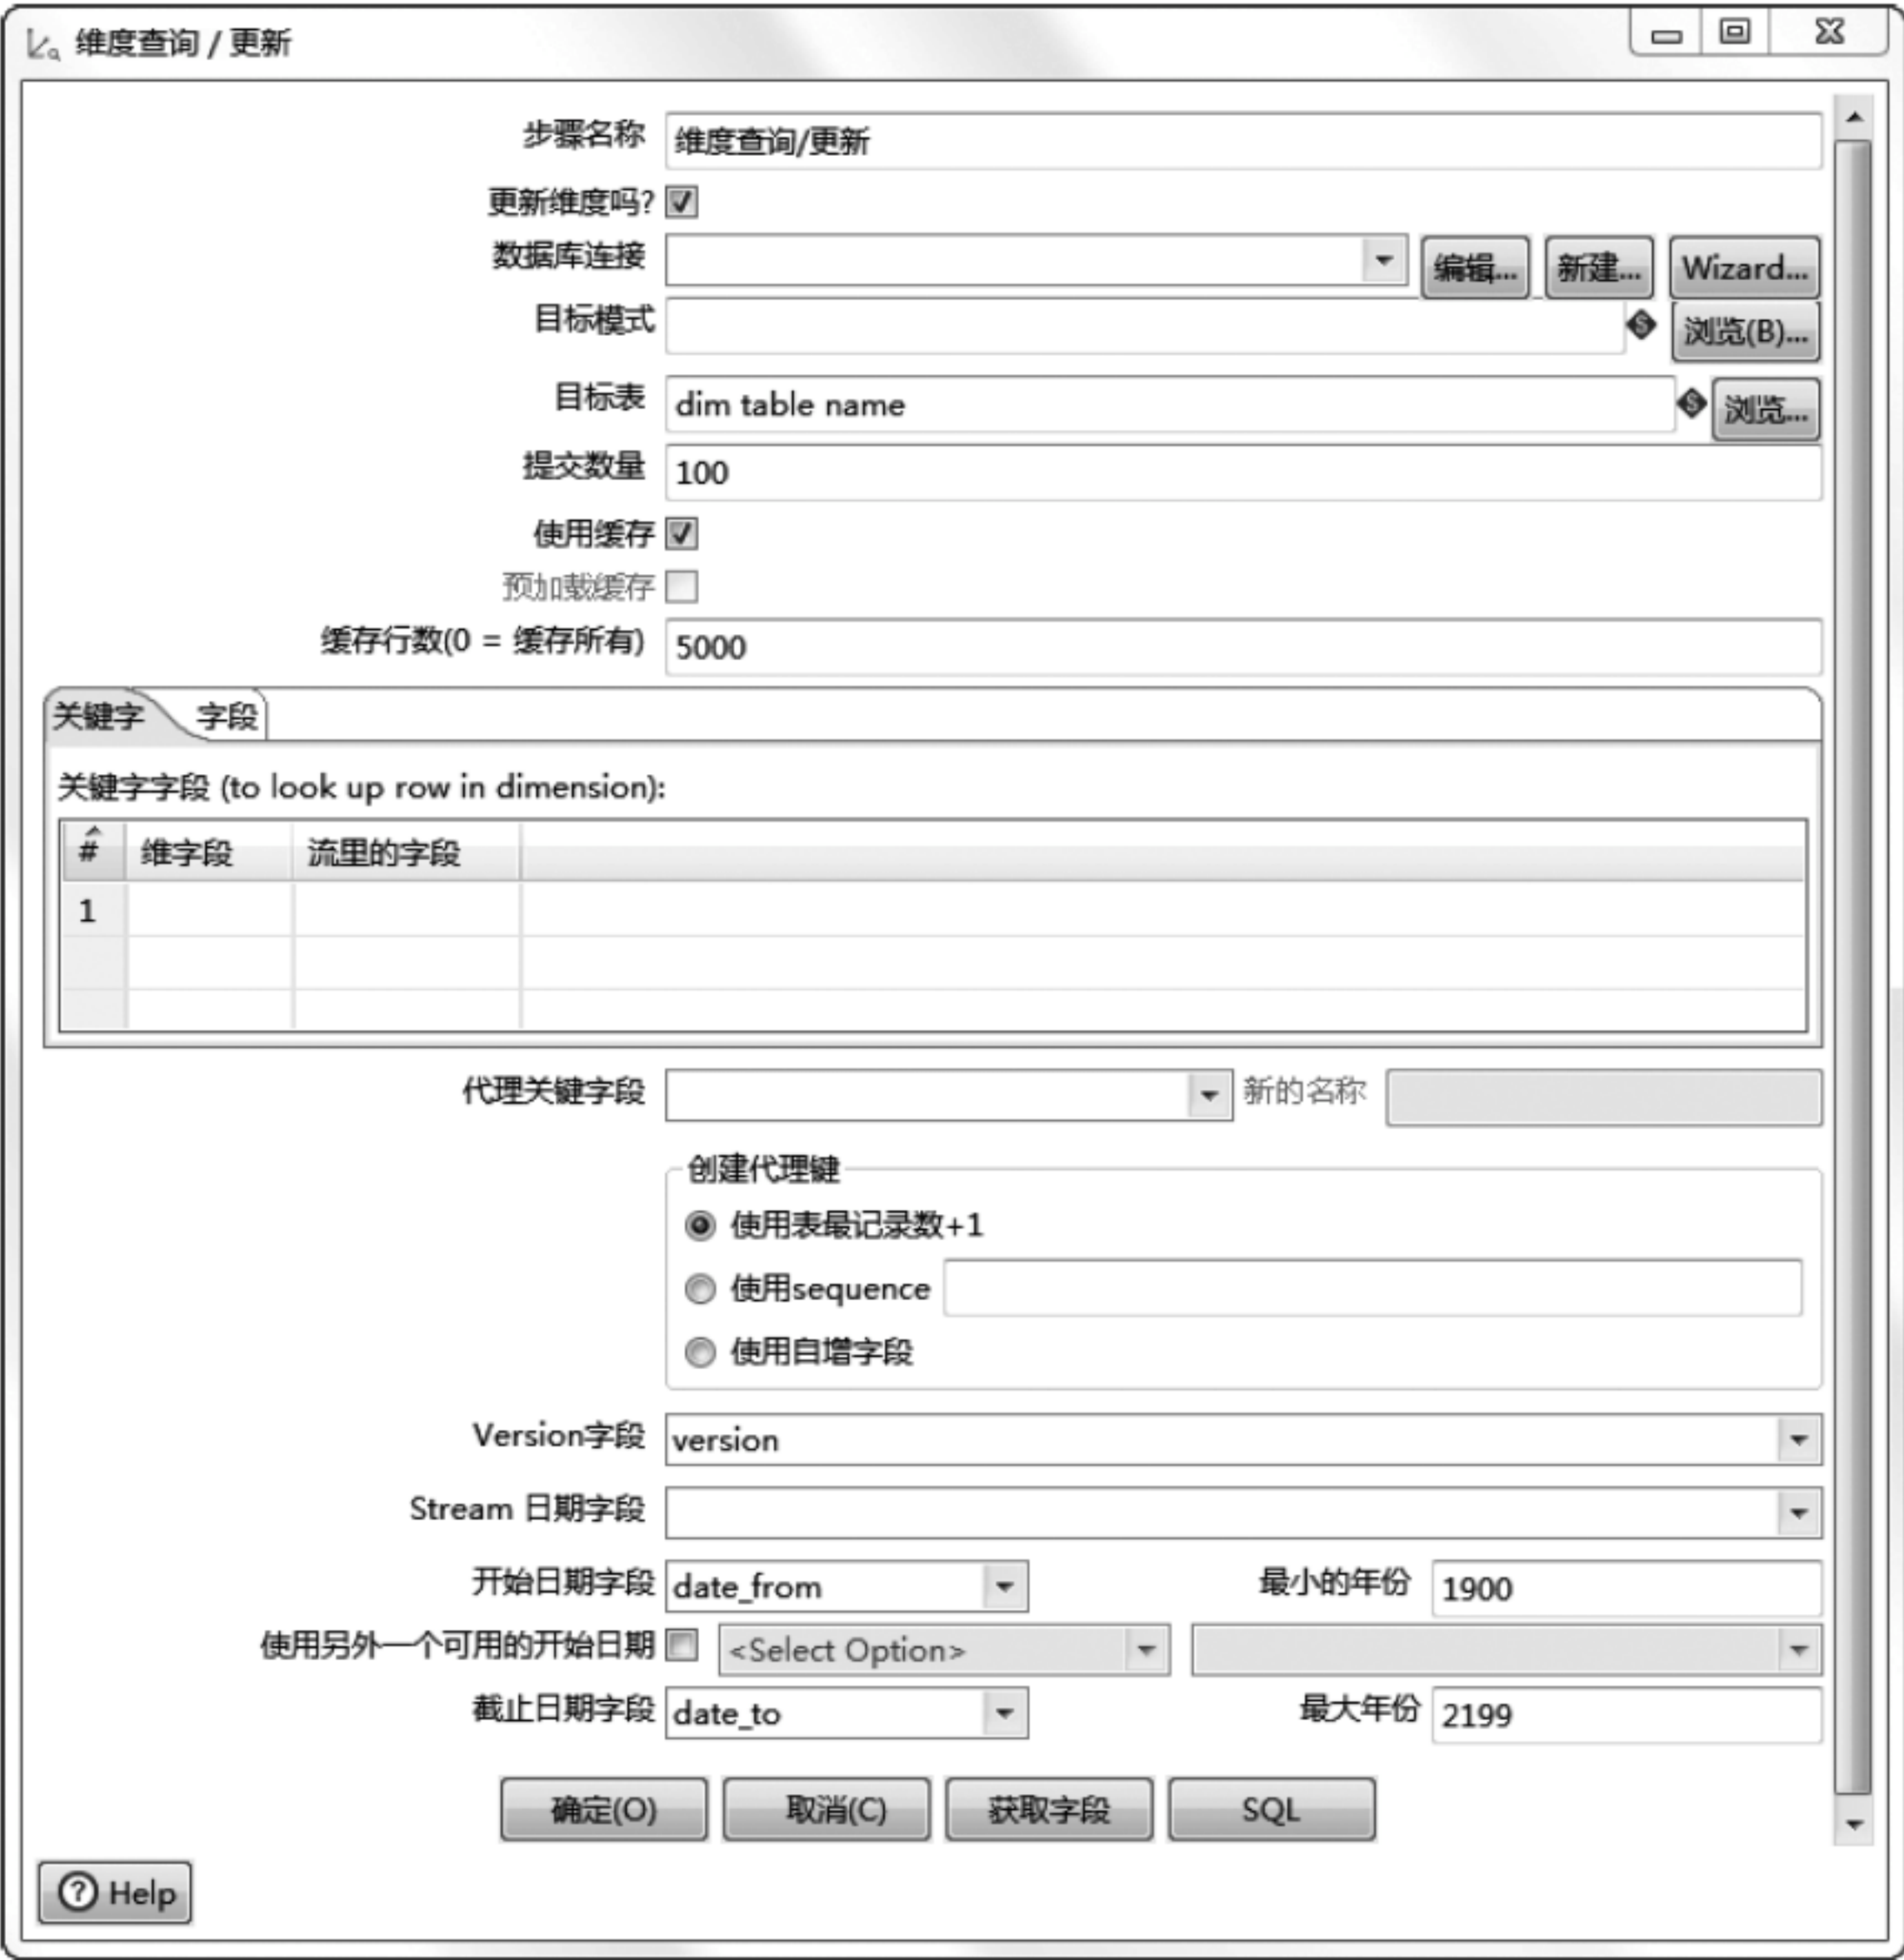 维度查询 / 更新
步骤名称 维度查询/更新
更新维度吗?
数据库连接 编辑... 新建... Wizard...
目标模式 浏览(B)...
目标表 dim table name 浏览...
提交数量 100
使用缓存
预加载缓存
缓存行数(0 = 缓存所有) 5000
关键字 字段
关键字字段 (to look up row in dimension):
# 维字段 流里的字段
1
代理关键字段 新的名称
创建代理键
使用表最记录数+1
使用sequence
使用自增字段
Version字段 version
Stream 日期字段
开始日期字段 date_from 最小的年份 1900
使用另外一个可用的开始日期 <Select Option>
截止日期字段 date_to 最大年份 2199
确定(O) 取消(C) 获取字段 SQL
Help